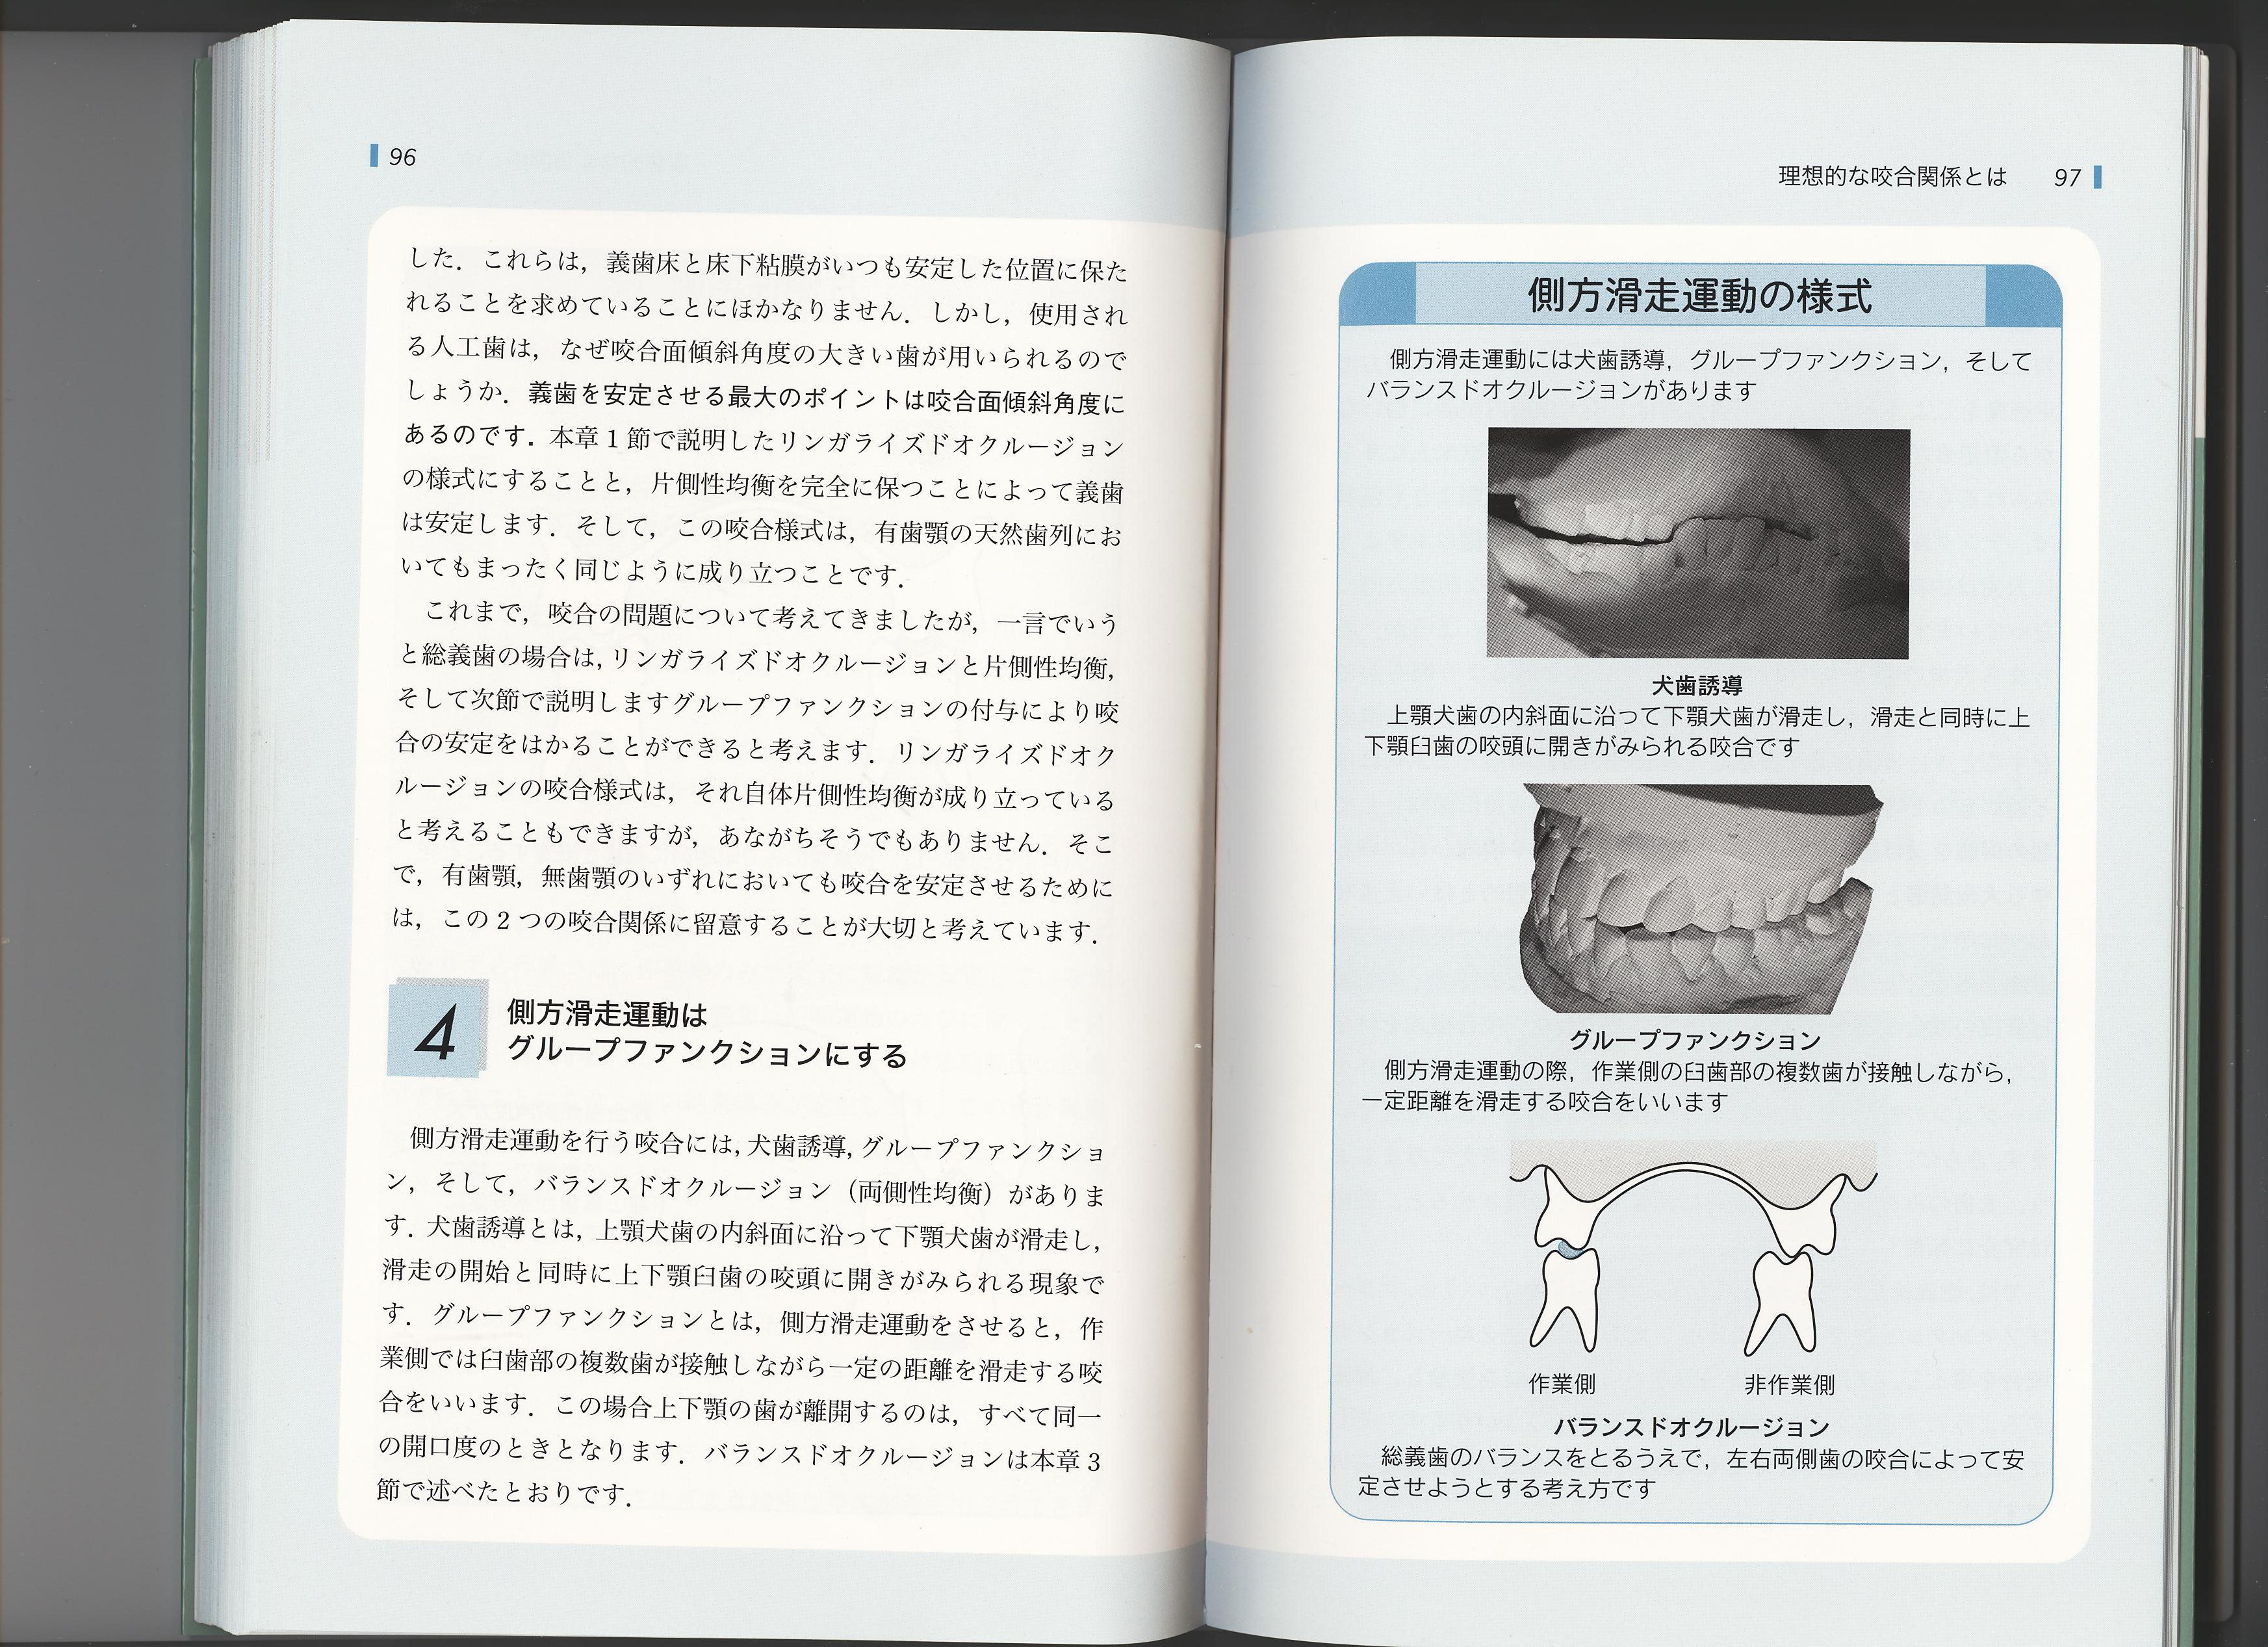 96
した．これらは，義歯床と床下粘膜がいつも安定した位置に保た
れることを求めていることにほかなりません．しかし，使用され
る人工歯は，なぜ咬合面傾斜角度の大きい歯が用いられるので
しょうか．義歯を安定させる最大のポイントは咬合面傾斜角度に
あるのです．本章1節で説明したリンガライズドオクルージョン
の様式にすることと，片側性均衡を完全に保つことによって義歯
は安定します．そして，この咬合様式は，有歯顎の天然歯列にお
いてもまったく同じように成り立つことです．
これまで，咬合の問題について考えてきましたが，一言でいう
と総義歯の場合は，リンガライズドオクルージョンと片側性均衡，
そして次節で説明しますグループファンクションの付与により咬
合の安定をはかることができると考えます．リンガライズドオク
ルージョンの咬合様式は，それ自体片側性均衡が成り立っている
と考えることもできますが，あながちそうでもありません．そこ
で，有歯顎，無歯顎のいずれにおいても咬合を安定させるために
は，この2つの咬合関係に留意することが大切と考えています．
4
側方滑走運動は
グループファンクションにする
側方滑走運動を行う咬合には，犬歯誘導，グループファンクショ
ン，そして，バランスドオクルージョン（両側性均衡）がありま
す．犬歯誘導とは，上顎犬歯の内斜面に沿って下顎犬歯が滑走し，
滑走の開始と同時に上下顎臼歯の咬頭に開きがみられる現象で
す．グループファンクションとは，側方滑走運動をさせると，作
業側では臼歯部の複数歯が接触しながら一定の距離を滑走する咬
合をいいます．この場合上下顎の歯が離開するのは，すべて同一
の開口度のときとなります．バランスドオクルージョンは本章3
節で述べたとおりです．
理想的な咬合関係とは 97
側方滑走運動の様式
側方滑走運動には犬歯誘導，グループファンクション，そして
バランスドオクルージョンがあります
犬歯誘導
上顎犬歯の内斜面に沿って下顎犬歯が滑走し，滑走と同時に上
下顎臼歯の咬頭に開きがみられる咬合です
グループファンクション
側方滑走運動の際，作業側の臼歯部の複数歯が接触しながら，
一定距離を滑走する咬合をいいます
作業側
非作業側
バランスドオクルージョン
総義歯のバランスをとるうえで，左右両側歯の咬合によって安
定させようとする考え方です